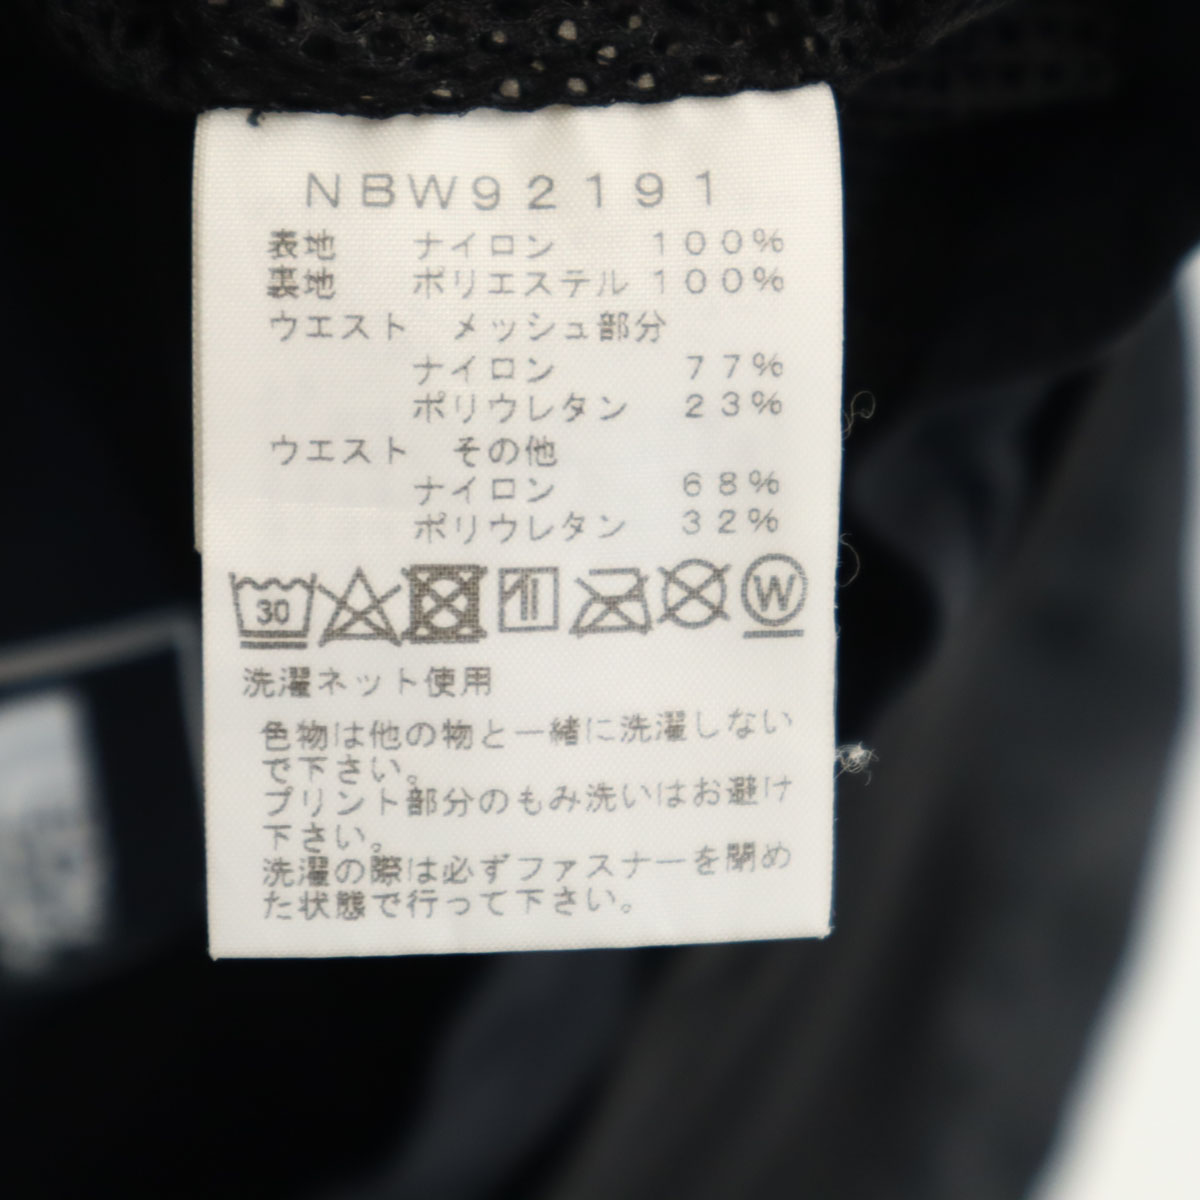 NBW92191
表地 ナイロン 100%
裏地 ポリエステル 100%
ウエスト メッシュ部分
ナイロン 77%
ポリウレタン 23%
ウエスト その他
ナイロン 68%
ポリウレタン 32%
30 W
洗濯ネット使用
色物は他の物と一緒に洗濯しない
で下さい。
プリント部分のもみ洗いはお避け
下さい。
洗濯の際は必ずファスナーを閉め
た状態で行って下さい。